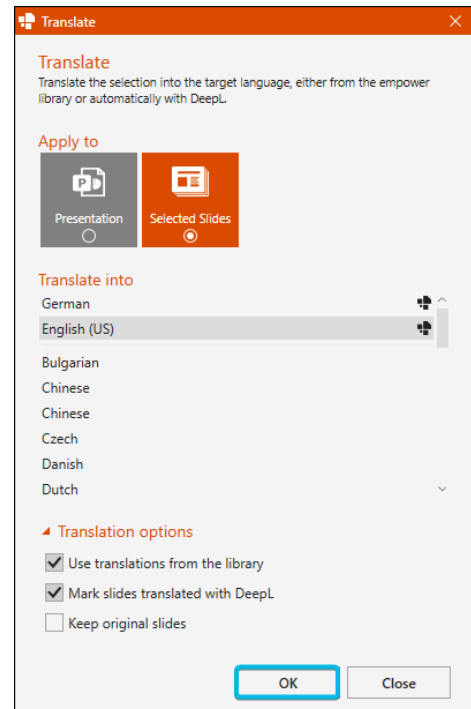 Translate
Translate
Translate the selection into the target language, either from the empower
library or automatically with DeepL.
Apply to
Presentation
Selected Slides
Translate into
German
English (US)
Bulgarian
Chinese
Chinese
Czech
Danish
Dutch
Translation options
Use translations from the library
Mark slides translated with DeepL
Keep original slides
OK
Close